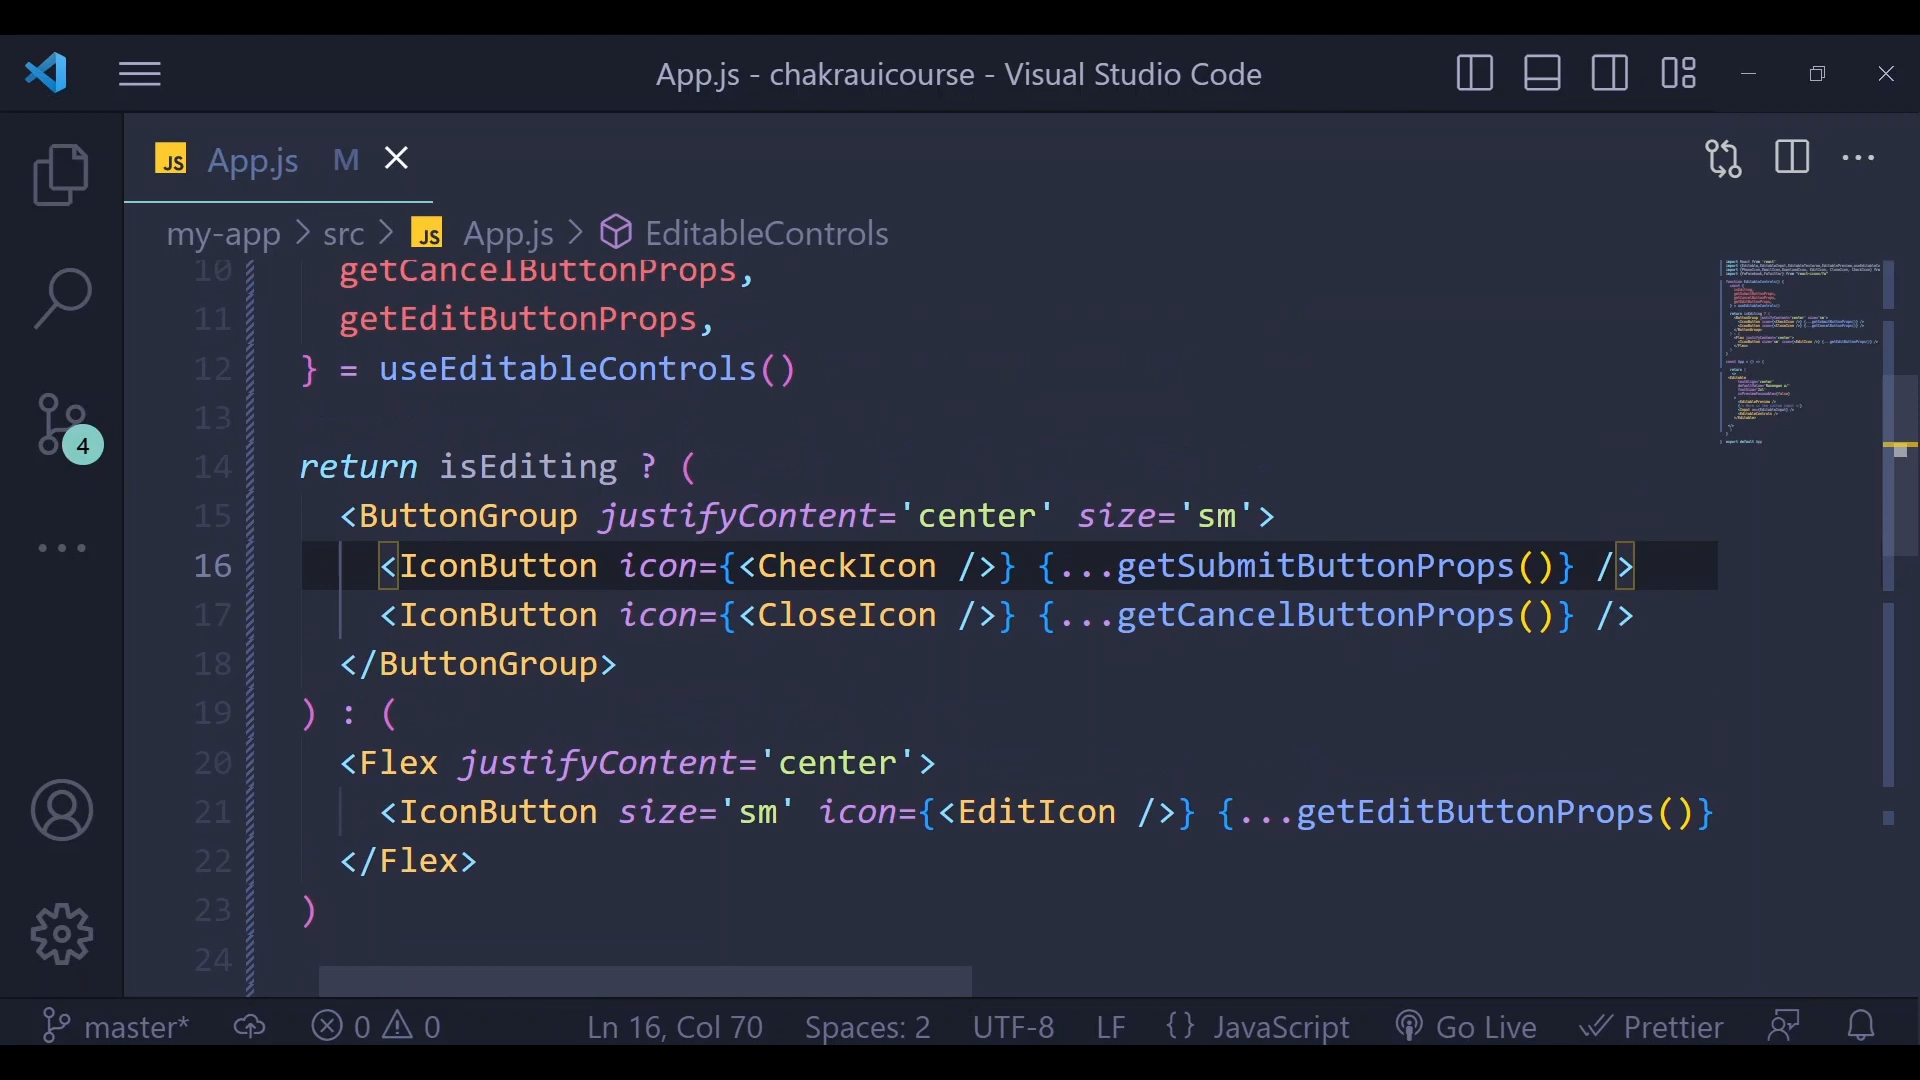 App.js - chakrauicourse - Visual Studio Code
JS App.js M
my-app > src > JS App.js > EditableControls
10 getCancelButtonProps,
11 getEditButtonProps,
12 } = useEditableControls()
13
14 return isEditing ? (
15 <ButtonGroup justifyContent='center' size='sm'>
16 <IconButton icon={<CheckIcon />} {...getSubmitButtonProps()} />
17 <IconButton icon={<CloseIcon />} {...getCancelButtonProps()} />
18 </ButtonGroup>
19 ) : (
20 <Flex justifyContent='center'>
21 <IconButton size='sm' icon={<EditIcon />} {...getEditButtonProps()}
22 </Flex>
23 )
24
4
master* 0 0 Ln 16, Col 70 Spaces: 2 UTF-8 LF {} JavaScript Go Live Prettier